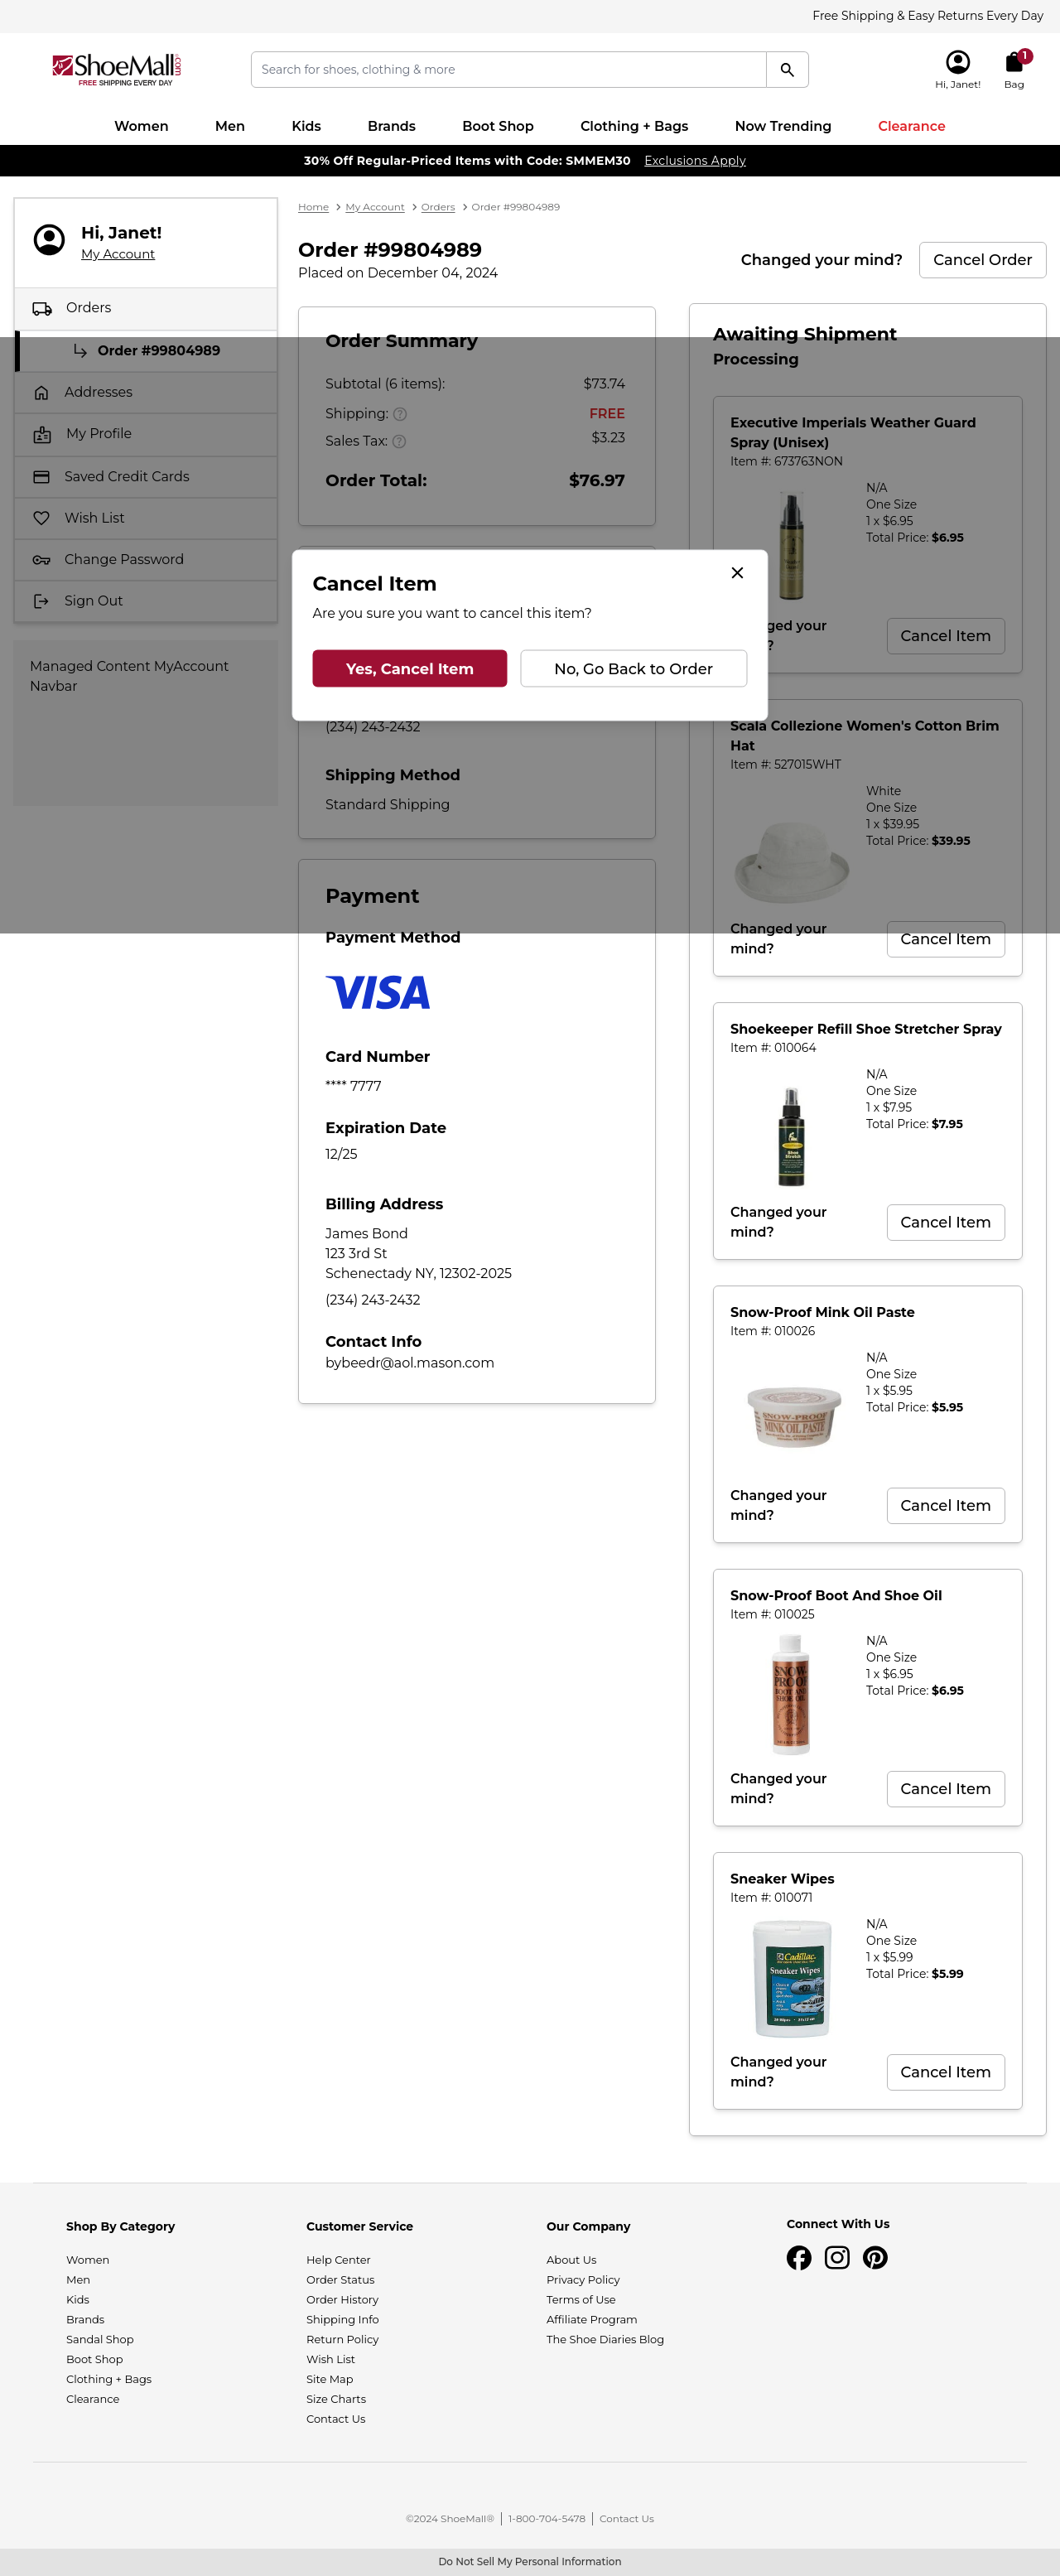 Free Shipping & Easy Returns Every Day
ShoeMall.com
FREE SHIPPING EVERY DAY
Search for shoes, clothing & more
Hi, Janet!
1
Bag
Women Men Kids Brands Boot Shop Clothing + Bags Now Trending Clearance
30% Off Regular-Priced Items with Code: SMMEM30 Exclusions Apply
Hi, Janet!
My Account
Orders
Order #99804989
Addresses
My Profile
Saved Credit Cards
Wish List
Change Password
Sign Out
Managed Content MyAccount
Navbar
Home > My Account > Orders > Order #99804989
Order #99804989
Placed on December 04, 2024
Changed your mind? Cancel Order
Order Summary
Subtotal (6 items): $73.74
Shipping: ? FREE
Sales Tax: ? $3.23
Order Total: $76.97
Cancel Item
Are you sure you want to cancel this item?
Yes, Cancel Item No, Go Back to Order
(234) 243-2432
Shipping Method
Standard Shipping
Payment
Payment Method
VISA
Card Number
**** 7777
Expiration Date
12/25
Billing Address
James Bond
123 3rd St
Schenectady NY, 12302-2025
(234) 243-2432
Contact Info
bybeedr@aol.mason.com
Awaiting Shipment
Processing
Executive Imperials Weather Guard
Spray (Unisex)
Item #: 673763NON
N/A
One Size
1 x $6.95
Total Price: $6.95
your
Cancel Item
Scala Collezione Women's Cotton Brim
Hat
Item #: 527015WHT
White
One Size
1 x $39.95
Total Price: $39.95
Changed your
mind?
Cancel Item
Shoekeeper Refill Shoe Stretcher Spray
Item #: 010064
N/A
One Size
1 x $7.95
Total Price: $7.95
Shoe
Stretch
Changed your
mind?
Cancel Item
Snow-Proof Mink Oil Paste
Item #: 010026
N/A
One Size
1 x $5.95
Total Price: $5.95
SNOW-PROOF
MINK OIL PASTE
Changed your
mind?
Cancel Item
Snow-Proof Boot And Shoe Oil
Item #: 010025
N/A
One Size
1 x $6.95
Total Price: $6.95
SNOW-
PROOF
BOOT AND
SHOE OIL
Changed your
mind?
Cancel Item
Sneaker Wipes
Item #: 010071
N/A
One Size
1 x $5.99
Total Price: $5.99
Cadillac
Sneaker Wipes
Changed your
mind?
Cancel Item
Shop By Category
Women
Men
Kids
Brands
Sandal Shop
Boot Shop
Clothing + Bags
Clearance
Customer Service
Help Center
Order Status
Order History
Shipping Info
Return Policy
Wish List
Site Map
Size Charts
Contact Us
Our Company
About Us
Privacy Policy
Terms of Use
Affiliate Program
The Shoe Diaries Blog
Connect With Us
©2024 ShoeMall® | 1-800-704-5478 | Contact Us
Do Not Sell My Personal Information